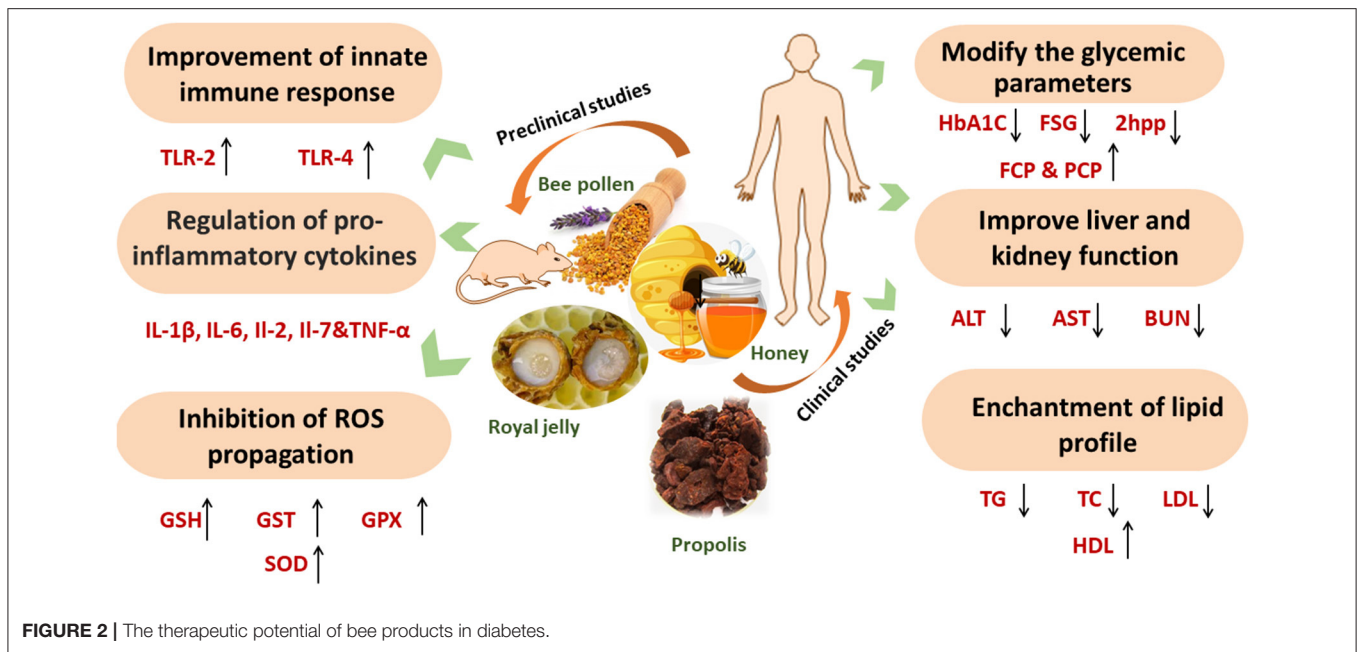 Improvement of innate
immune response
TLR-2↑ TLR-4↑
Regulation of pro-
inflammatory cytokines
IL-1β, IL-6, Il-2, Il-7&TNF-α
Inhibition of ROS
propagation
GSH↑ GST↑ GPX↑
SOD↑
Preclinical studies
Bee pollen
Honey
Royal jelly
Propolis
Clinical studies
Modify the glycemic
parameters
HbA1C↓ FSG↓ 2hpp↓
FCP & PCP↑
Improve liver and
kidney function
ALT↓ AST↓ BUN↓
Enchantment of lipid
profile
TG↓ TC↓ LDL↓
HDL↑
FIGURE 2 | The therapeutic potential of bee products in diabetes.